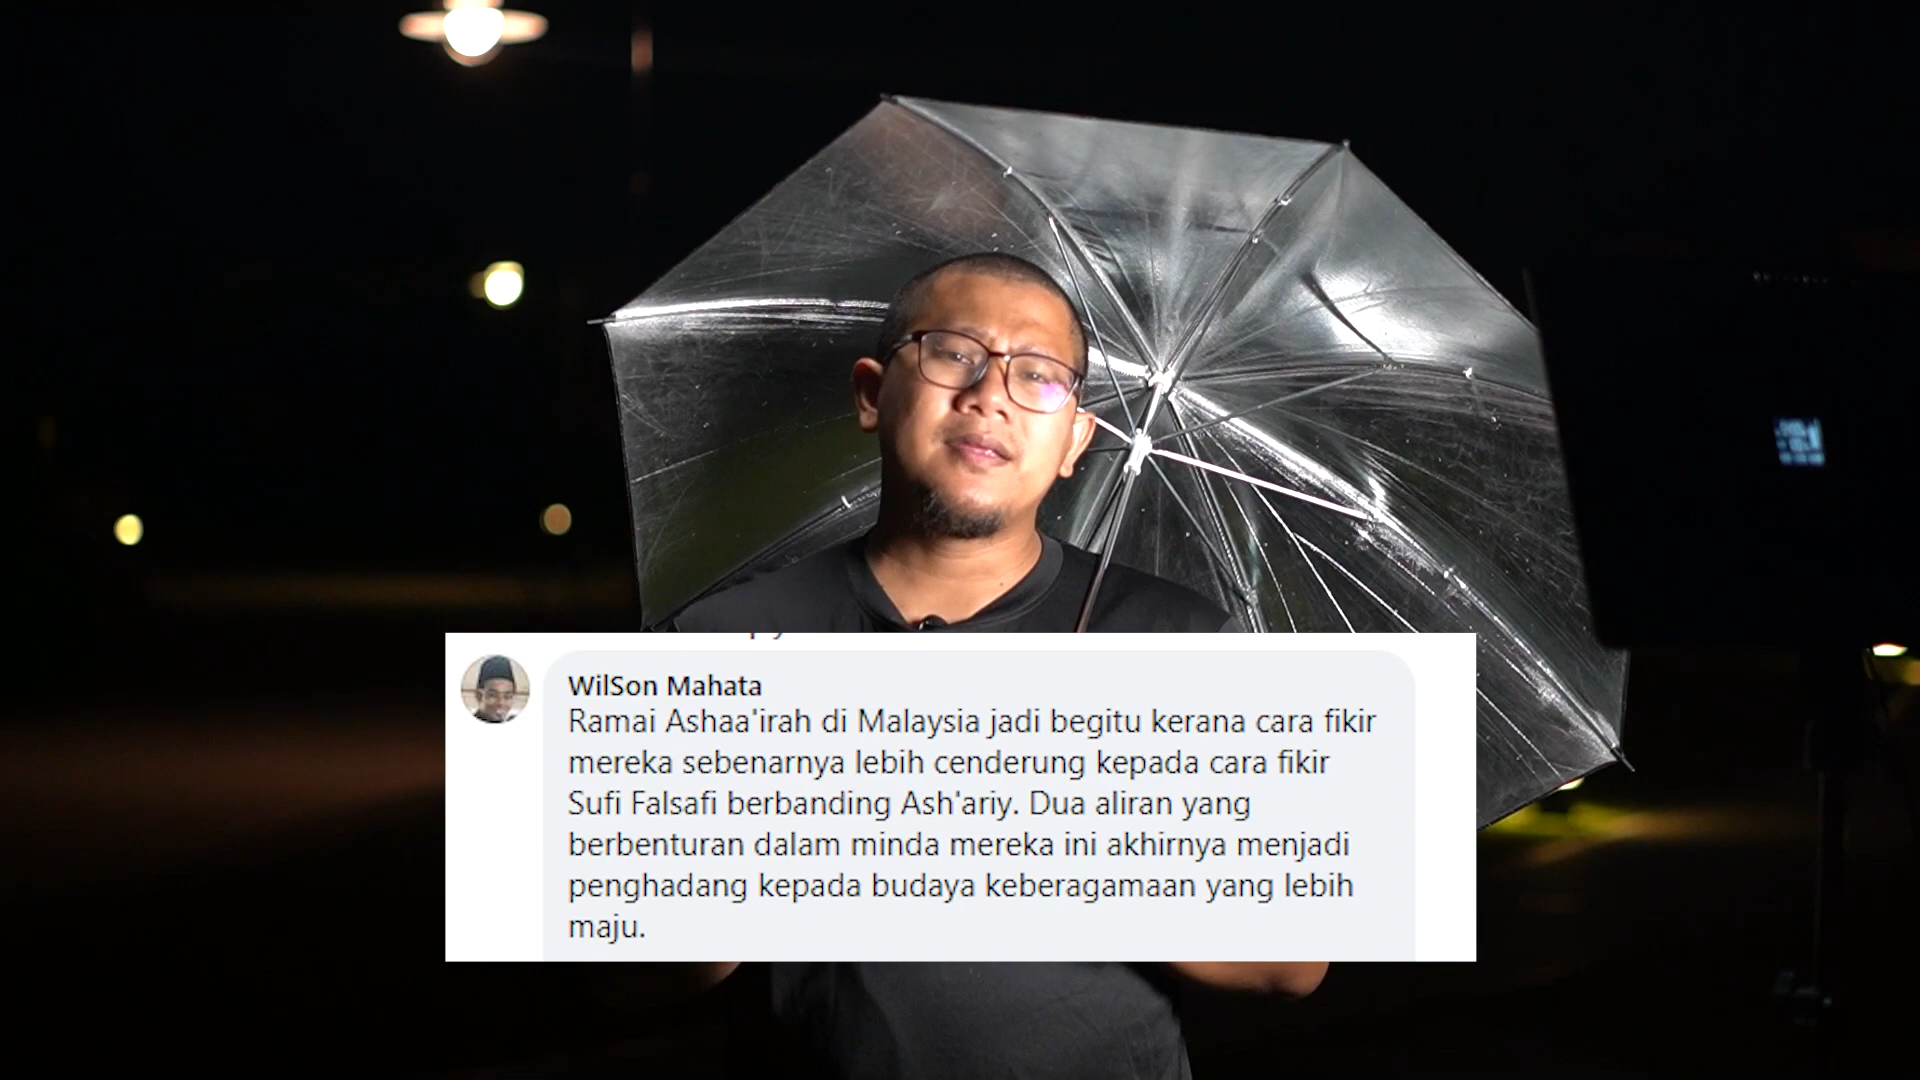 WilSon Mahata
Ramai Ashaa'irah di Malaysia jadi begitu kerana cara fikir
mereka sebenarnya lebih cenderung kepada cara fikir
Sufi Falsafi berbanding Ash'ariy. Dua aliran yang
berbenturan dalam minda mereka ini akhirnya menjadi
penghadang kepada budaya keberagamaan yang lebih
maju.